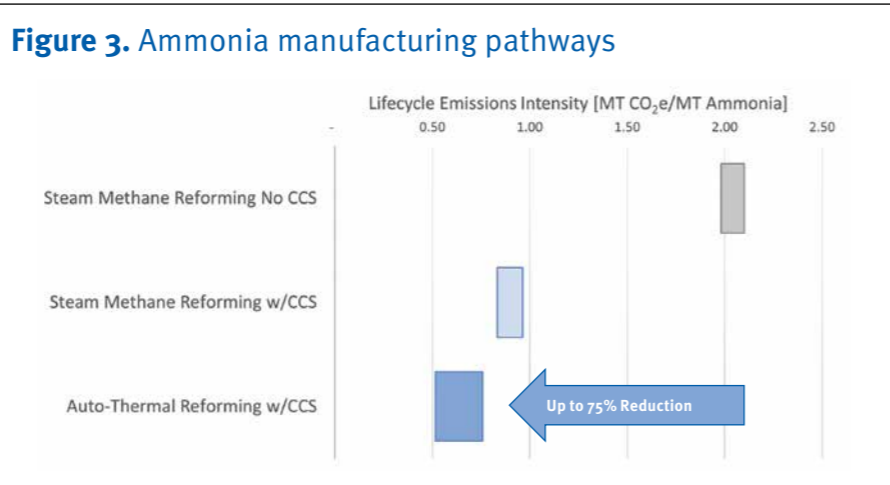 Figure 3. Ammonia manufacturing pathways
Lifecycle Emissions Intensity [MT CO₂e/MT Ammonia]
- 0.50 1.00 1.50 2.00 2.50
Steam Methane Reforming No CCS
Steam Methane Reforming w/CCS
Auto-Thermal Reforming w/CCS
Up to 75% Reduction